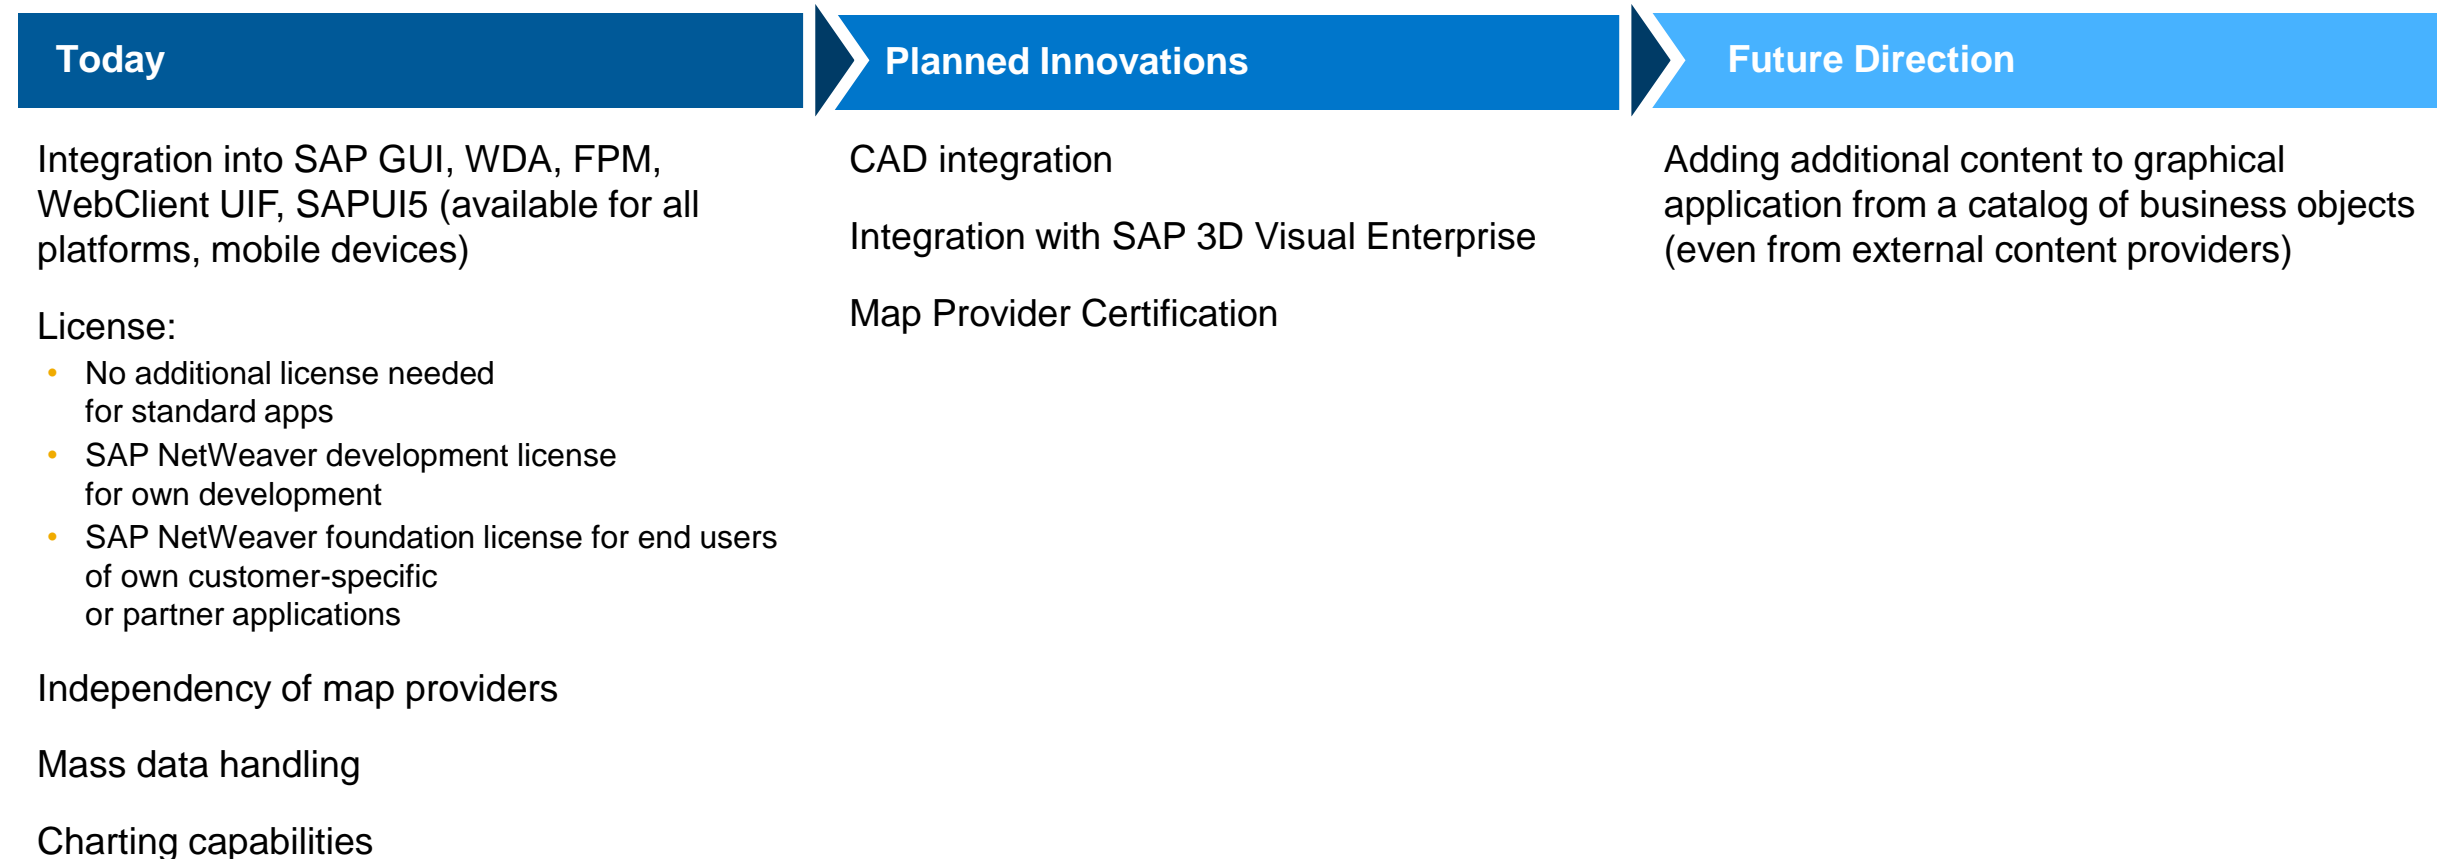 Today
Planned Innovations
Future Direction
Integration into SAP GUI, WDA, FPM,
WebClient UIF, SAPUI5 (available for all
platforms, mobile devices)
License:
• No additional license needed
for standard apps
• SAP NetWeaver development license
for own development
• SAP NetWeaver foundation license for end users
of own customer-specific
or partner applications
Independency of map providers
Mass data handling
Charting capabilities
CAD integration
Integration with SAP 3D Visual Enterprise
Map Provider Certification
Adding additional content to graphical
application from a catalog of business objects
(even from external content providers)